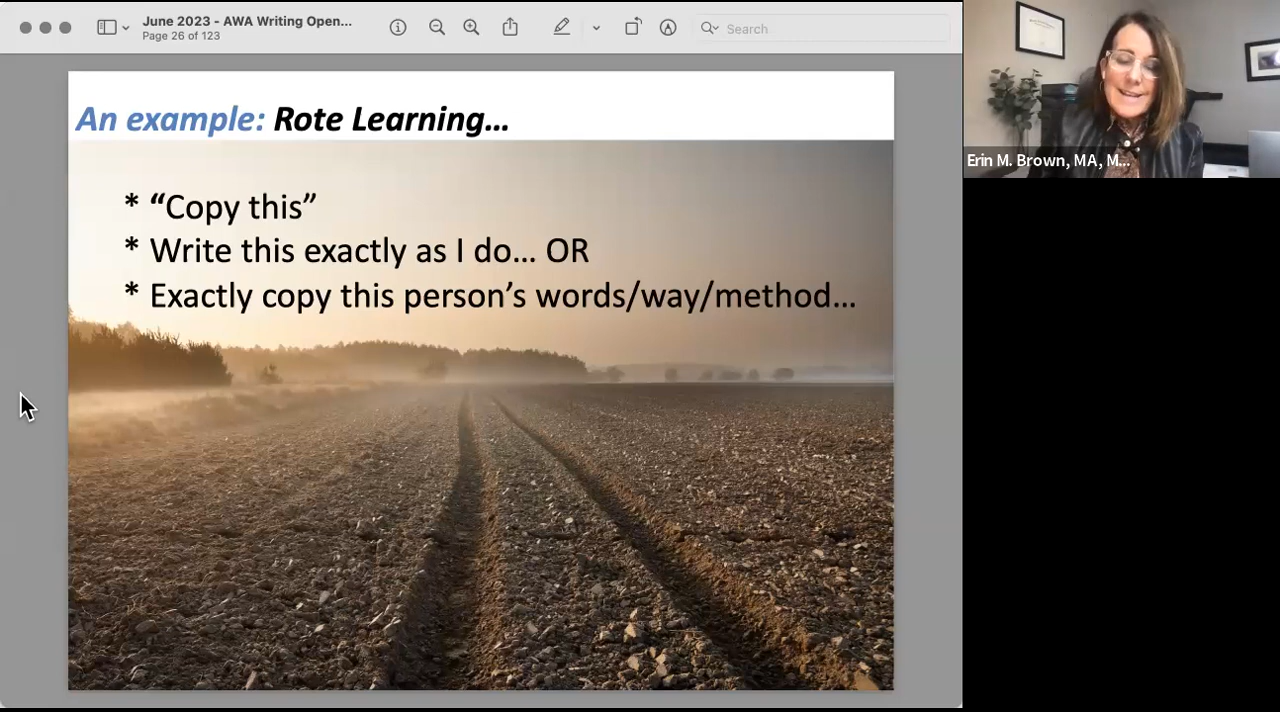 June 2023 - AWA Writing Open...
Page 26 of 123
Search
An example: Rote Learning...
* “Copy this”
* Write this exactly as I do... OR
* Exactly copy this person’s words/way/method...
Erin M. Brown, MA, M...